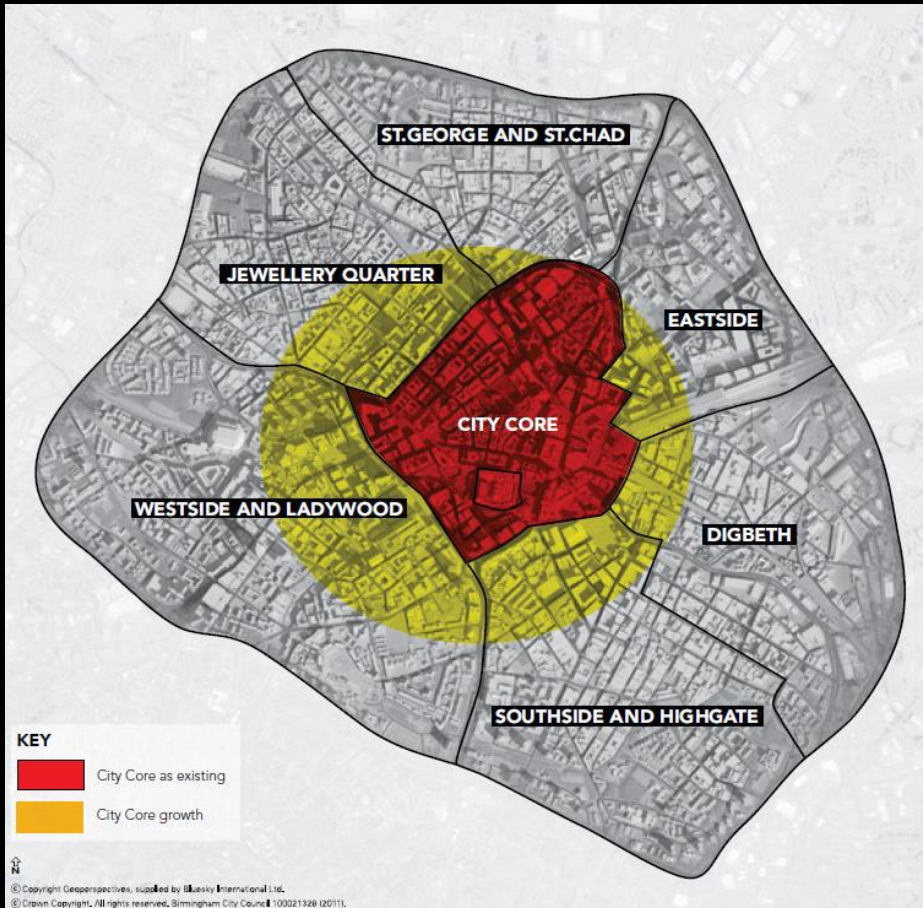 ST.GEORGE AND ST.CHAD
JEWELLERY QUARTER
EASTSIDE
CITY CORE
WESTSIDE AND LADYWOOD
DIGBETH
SOUTHSIDE AND HIGHGATE
KEY
City Core as existing
City Core growth
N
© Copyright Geoperspectives, supplied by Bluesky International Ltd.
© Crown Copyright. All rights reserved. Birmingham City Council 100021326 (2011).